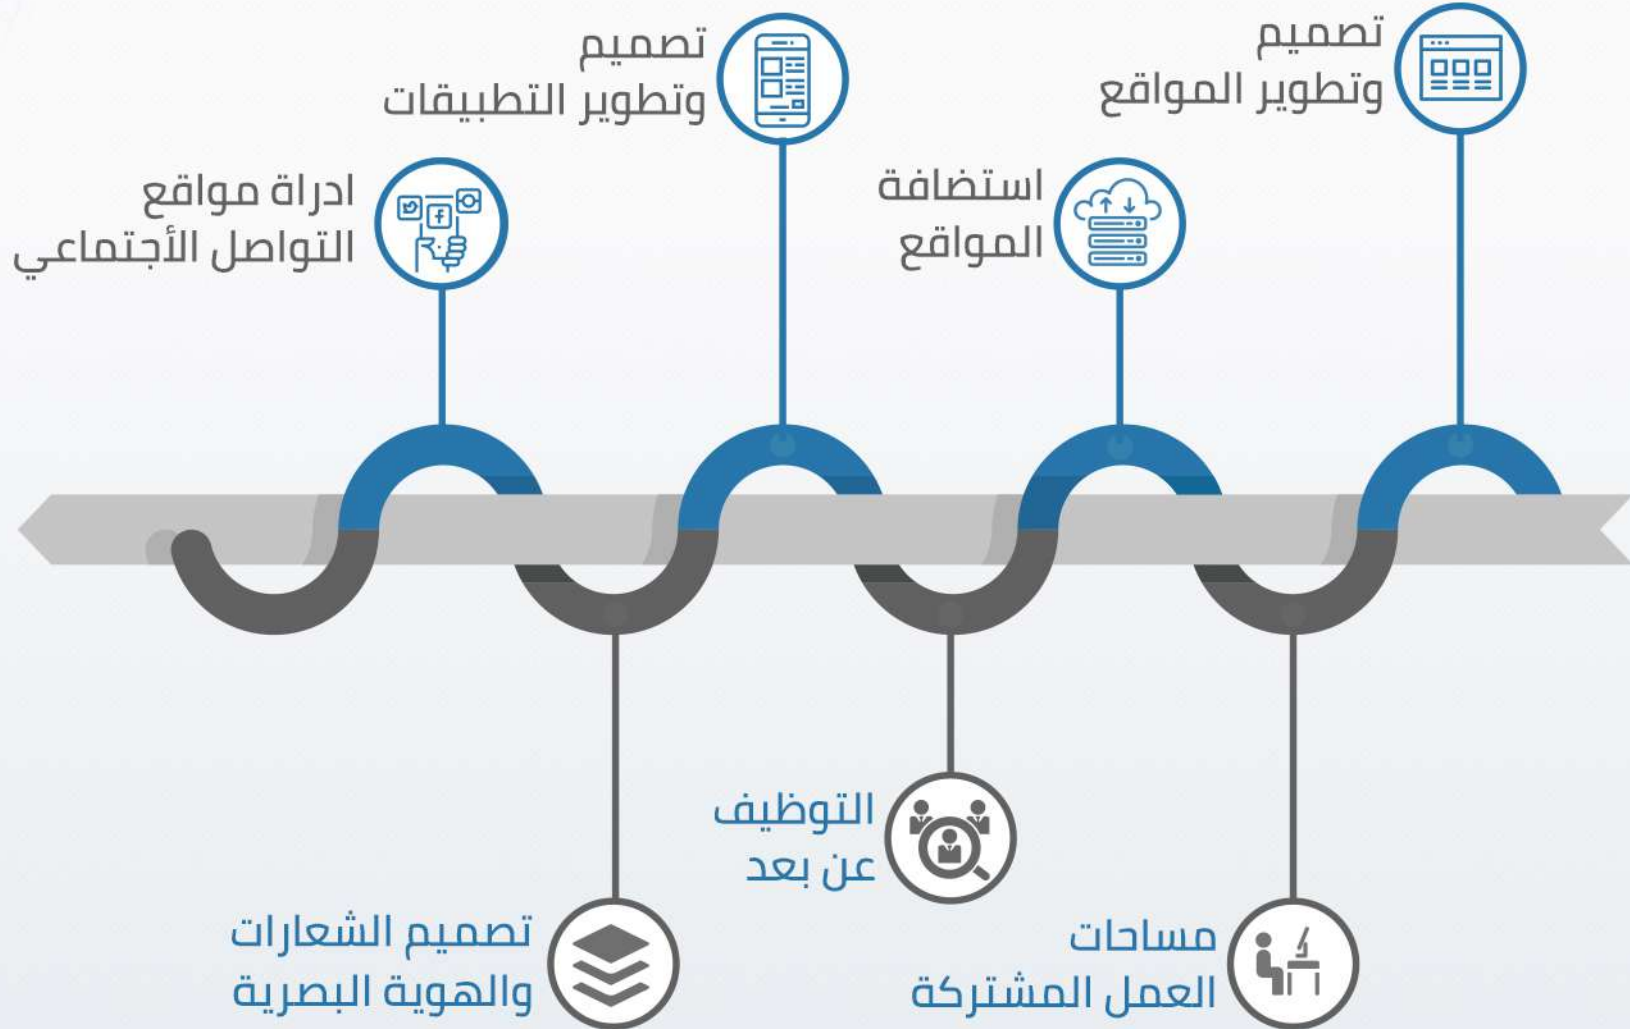 تصميم
وتطوير المواقع
استضافة
المواقع
تصميم
وتطوير التطبيقات
ادراة مواقع
التواصل الأجتماعي
مساحات
العمل المشتركة
التوظيف
عن بعد
تصميم الشعارات
والهوية البصرية